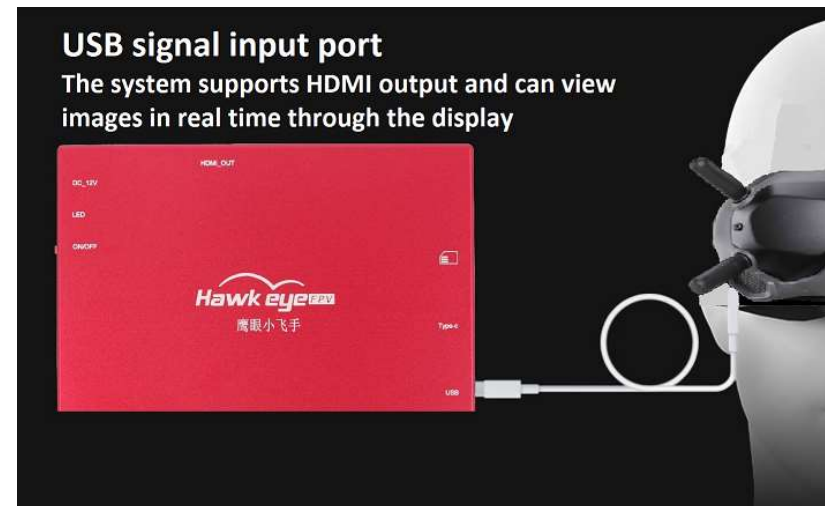 USB signal input port
The system supports HDMI output and can view
images in real time through the display
HDMI_OUT
DC_12V
LED
ON/OFF
Hawk eye FPV
鹰眼小飞手
Type-c
USB